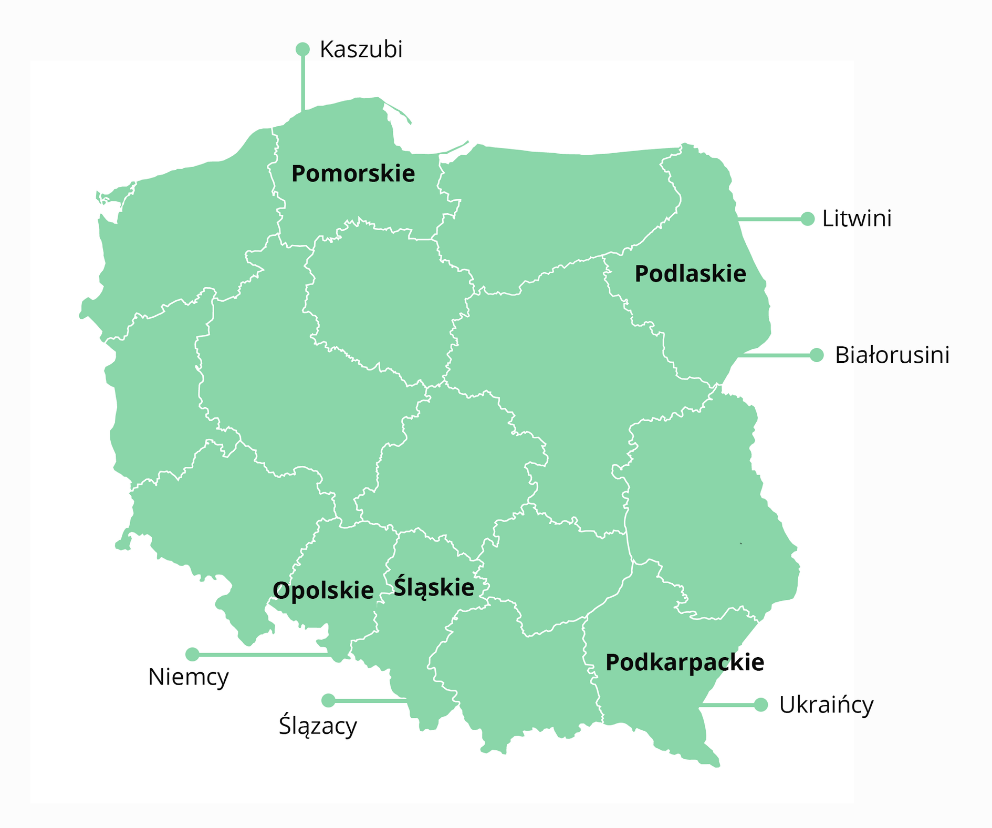 Kaszubi
Pomorskie
Litwini
Podlaskie
Białorusini
Opolskie
Śląskie
Podkarpackie
Niemcy
Ukraińcy
Ślązacy